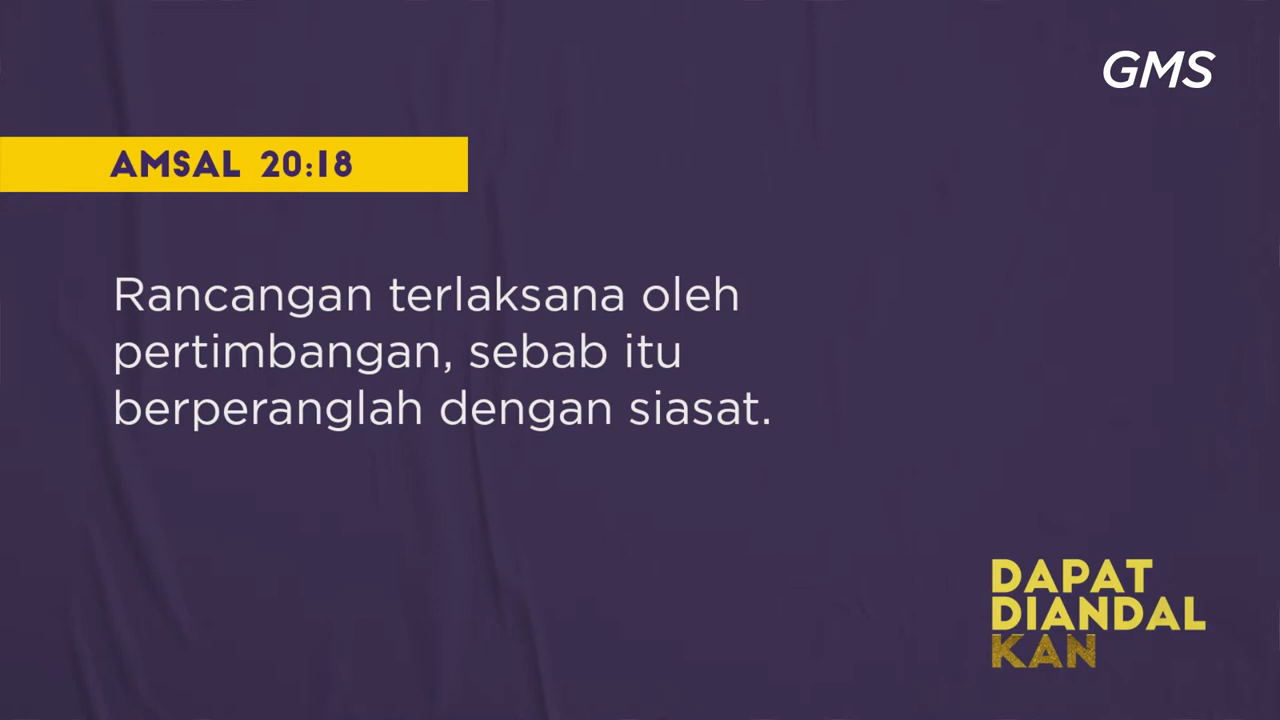 GMS
AMSAL 20:18
Rancangan terlaksana oleh
pertimbangan, sebab itu
berperanglah dengan siasat.
DAPAT
DIANDAL
KAN